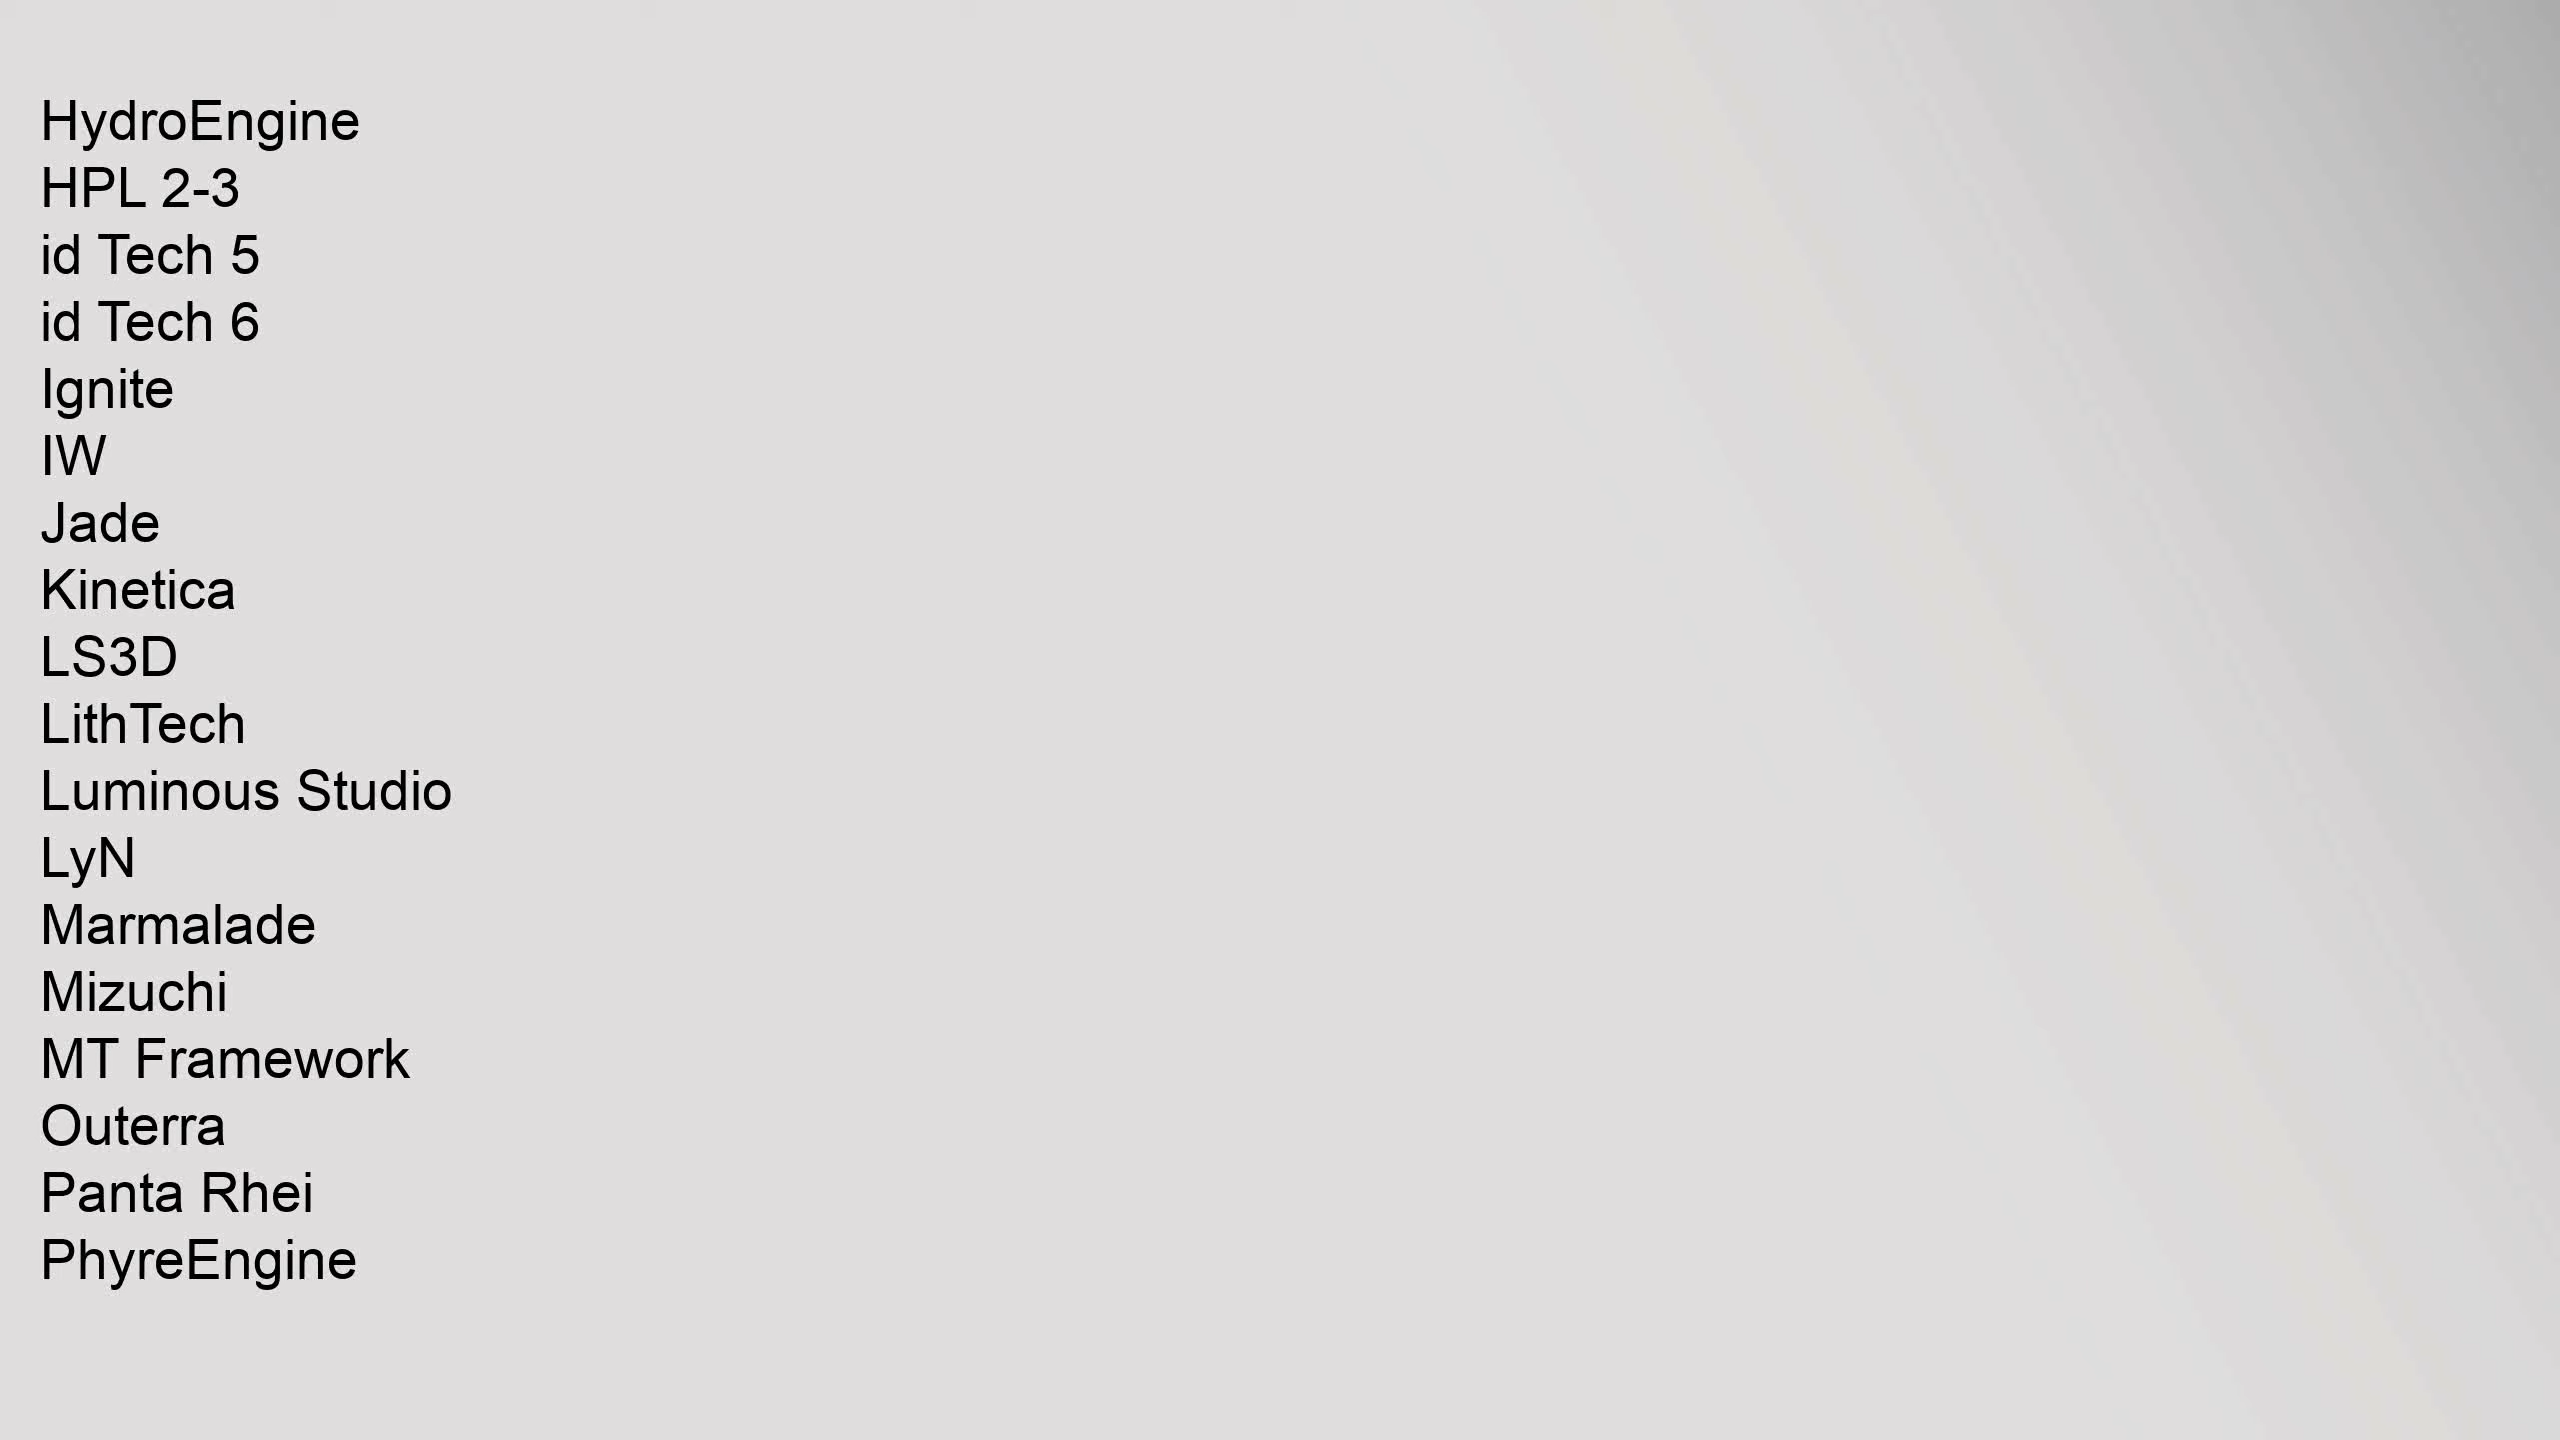 HydroEngine
HPL 2-3
id Tech 5
id Tech 6
Ignite
IW
Jade
Kinetica
LS3D
LithTech
Luminous Studio
LyN
Marmalade
Mizuchi
MT Framework
Outerra
Panta Rhei
PhyreEngine